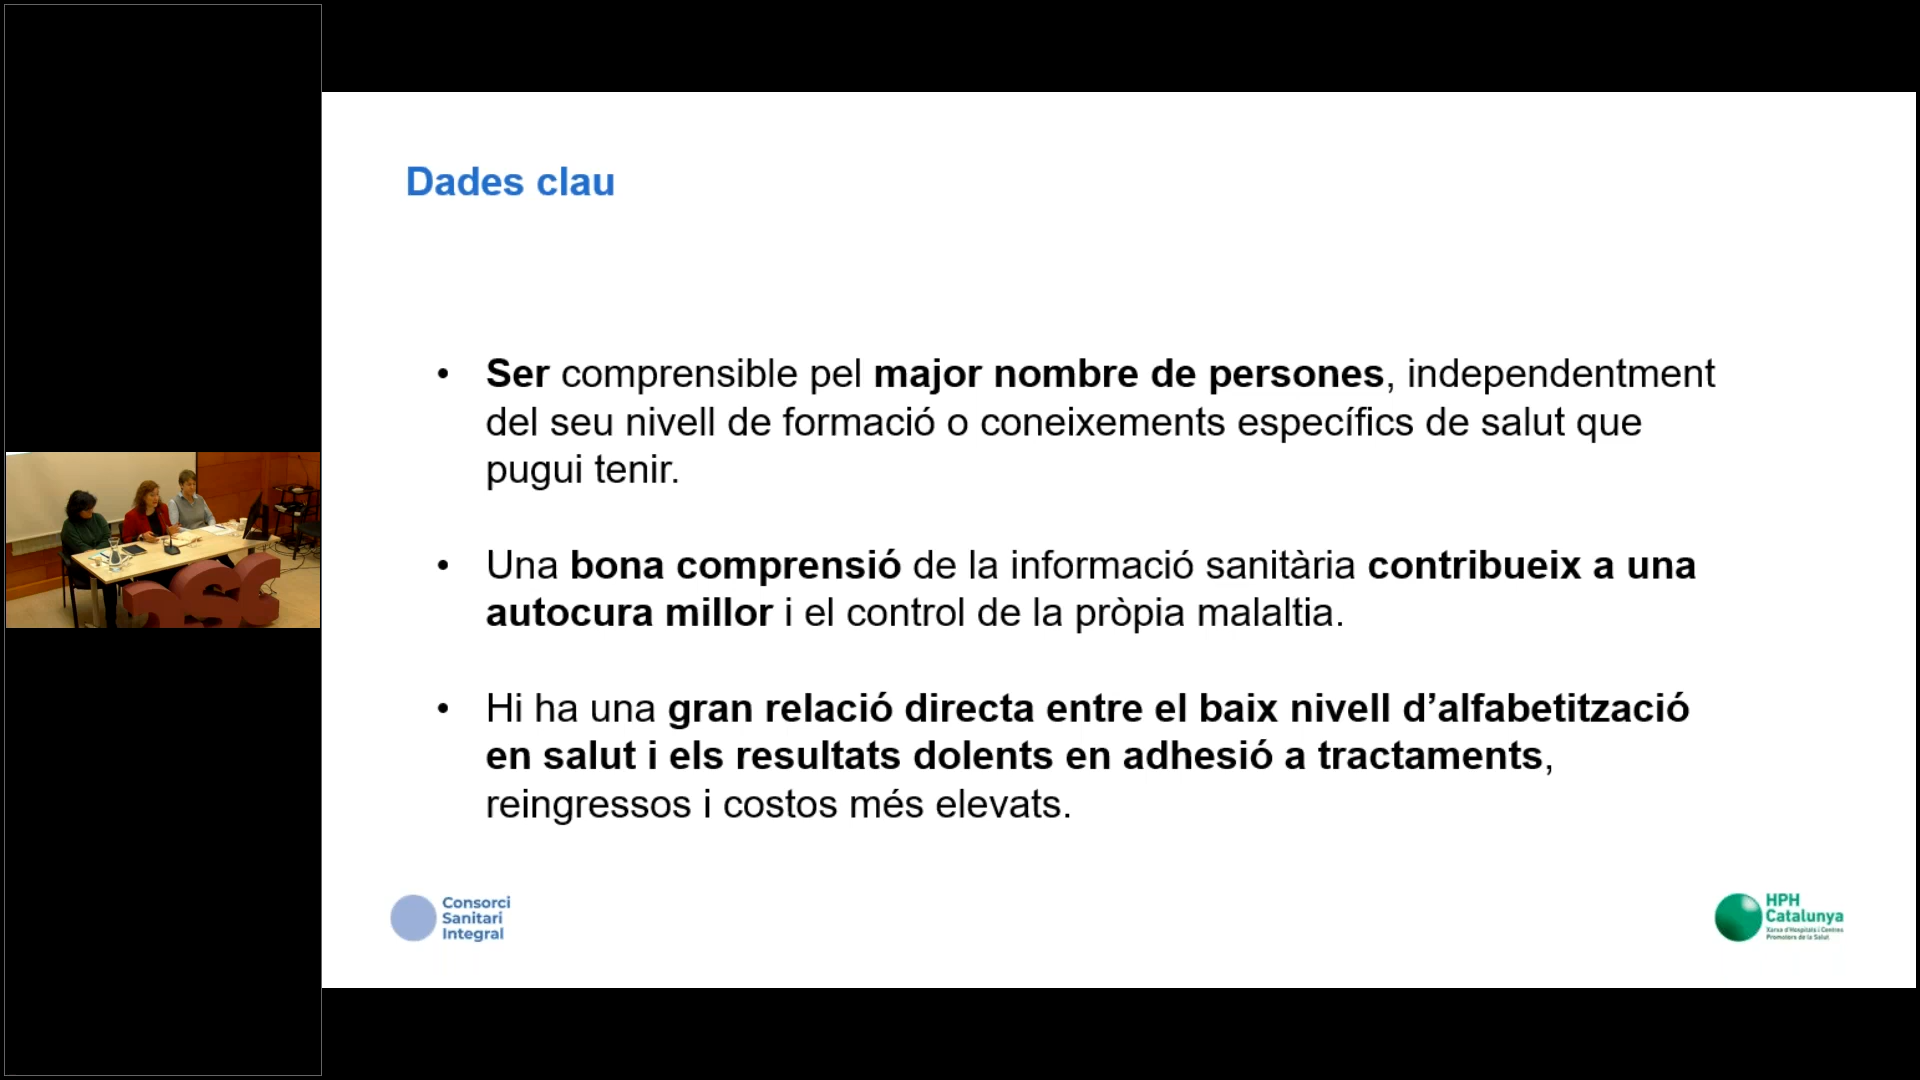 Dades clau
• Ser comprensible pel major nombre de persones, independentment
del seu nivell de formació o coneixements específics de salut que
pugui tenir.
• Una bona comprensió de la informació sanitària contribueix a una
autocura millor i el control de la pròpia malaltia.
• Hi ha una gran relació directa entre el baix nivell d’alfabetització
en salut i els resultats dolents en adhesió a tractaments,
reingressos i costos més elevats.
Consorci
Sanitari
Integral
HPH
Catalunya
Xarxa d'Hospitals i Centres
Promotors de la Salut